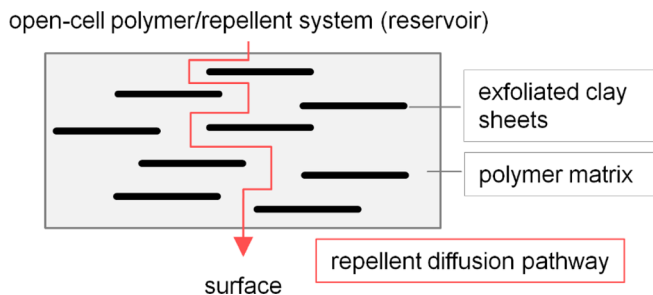 open-cell polymer/repellent system (reservoir)
exfoliated clay
sheets
polymer matrix
repellent diffusion pathway
surface